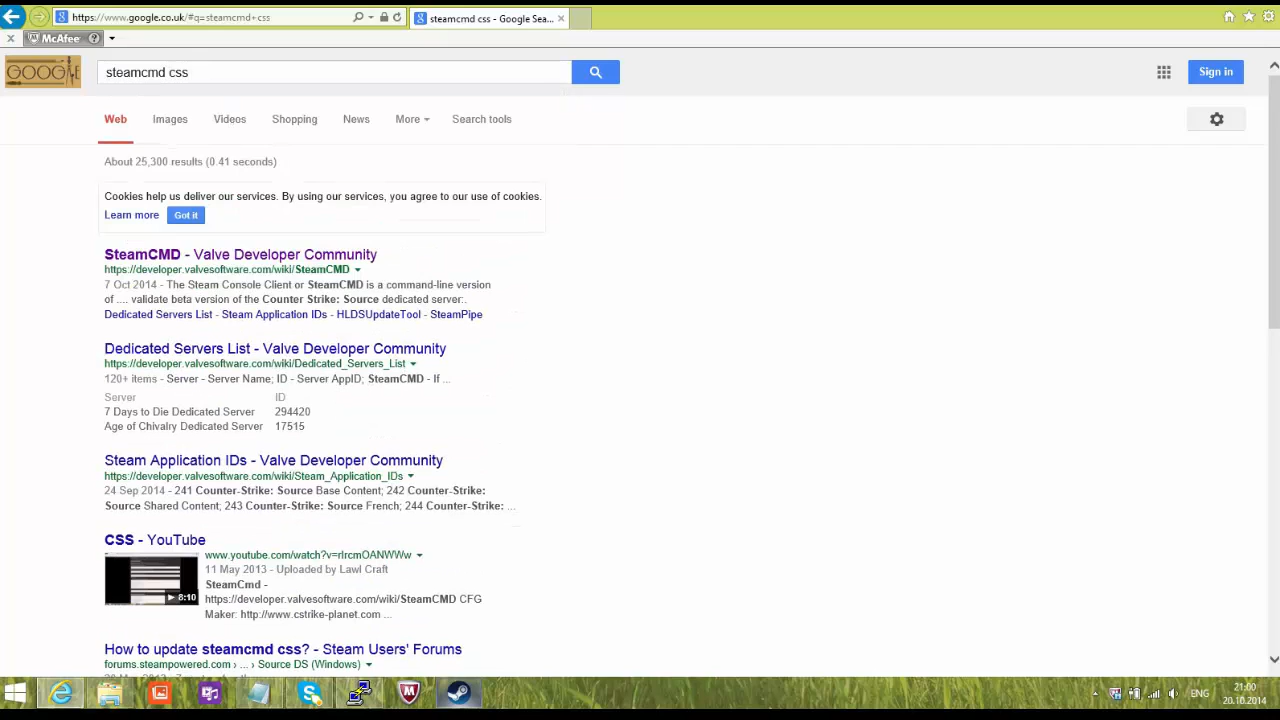 https://www.google.co.uk/#q=steamcmd+css
steamcmd css - Google Sea...
McAfee
GOOGLE
steamcmd css
Sign in
Web Images Videos Shopping News More Search tools
About 25,300 results (0.41 seconds)
Cookies help us deliver our services. By using our services, you agree to our use of cookies.
Learn more Got it
SteamCMD - Valve Developer Community
https://developer.valvesoftware.com/wiki/SteamCMD
7 Oct 2014 - The Steam Console Client or SteamCMD is a command-line version
of .... validate beta version of the Counter Strike: Source dedicated server:.
Dedicated Servers List - Steam Application IDs - HLDSUpdateTool - SteamPipe
Dedicated Servers List - Valve Developer Community
https://developer.valvesoftware.com/wiki/Dedicated_Servers_List
120+ items - Server - Server Name; ID - Server AppID; SteamCMD - If ...
Server ID
7 Days to Die Dedicated Server 294420
Age of Chivalry Dedicated Server 17515
Steam Application IDs - Valve Developer Community
https://developer.valvesoftware.com/wiki/Steam_Application_IDs
24 Sep 2014 - 241 Counter-Strike: Source Base Content; 242 Counter-Strike:
Source Shared Content; 243 Counter-Strike: Source French; 244 Counter-Strike: ...
CSS - YouTube
www.youtube.com/watch?v=rIrcmOANWWw
11 May 2013 - Uploaded by Lawl Craft
SteamCmd -
https://developer.valvesoftware.com/wiki/SteamCMD CFG
8:10
Maker: http://www.cstrike-planet.com ...
How to update steamcmd css? - Steam Users' Forums
forums.steampowered.com › ... › Source DS (Windows)
ENG
21:00
20.10.2014